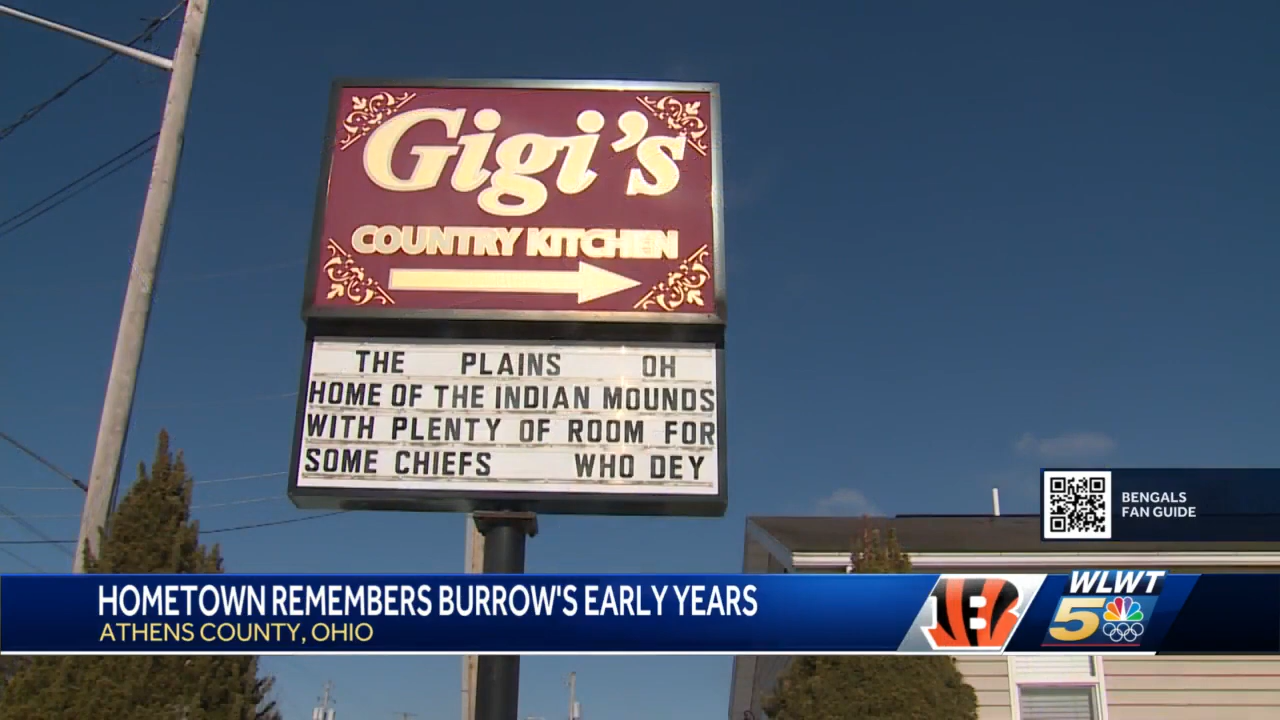 Gigi's
COUNTRY KITCHEN
THE PLAINS OH
HOME OF THE INDIAN MOUNDS
WITH PLENTY OF ROOM FOR
SOME CHIEFS WHO DEY
BENGALS
FAN GUIDE
HOMETOWN REMEMBERS BURROW'S EARLY YEARS
ATHENS COUNTY, OHIO
B
WLWT
5